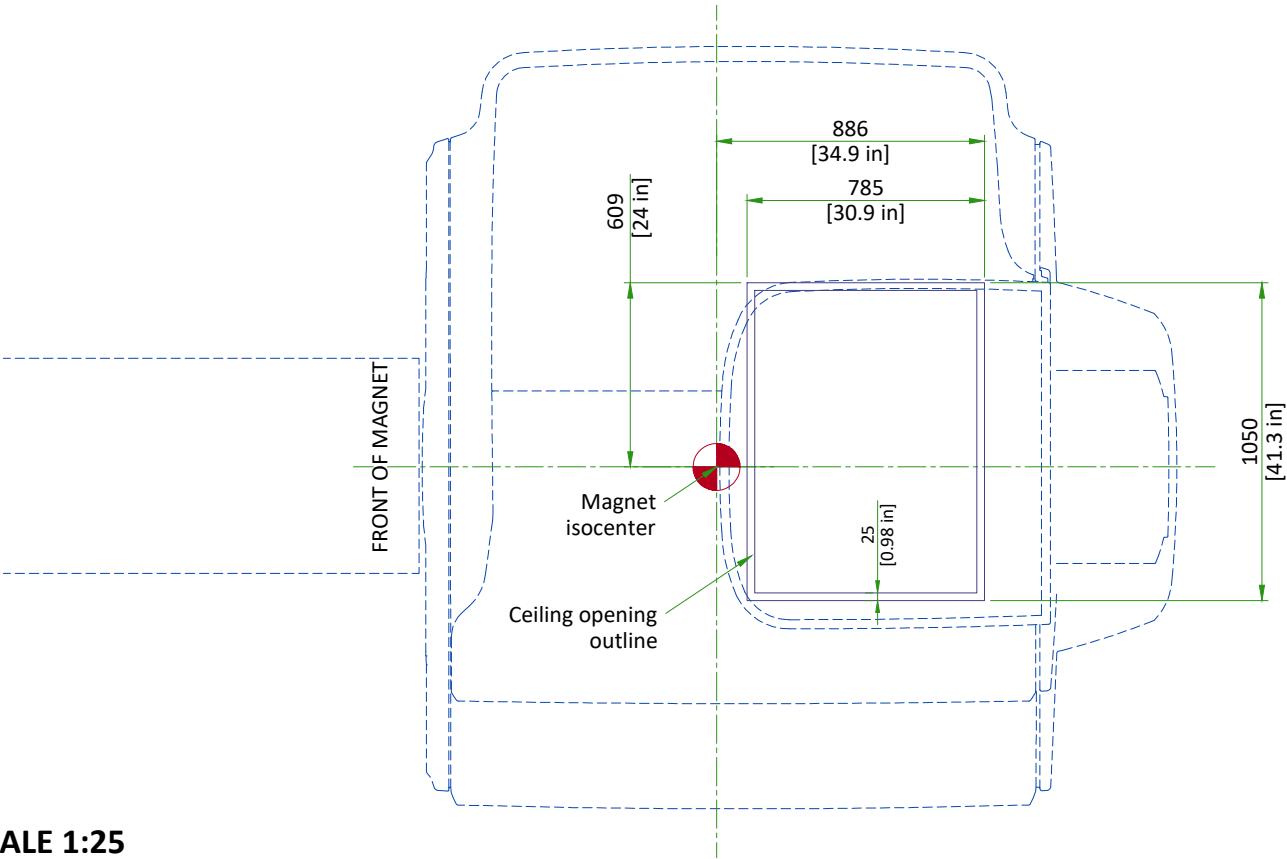 886
[34.9 in]
785
[30.9 in]
609
[24 in]
FRONT OF MAGNET
1050
[41.3 in]
Magnet
isocenter
25
[0.98 in]
Ceiling opening
outline
ALE 1:25